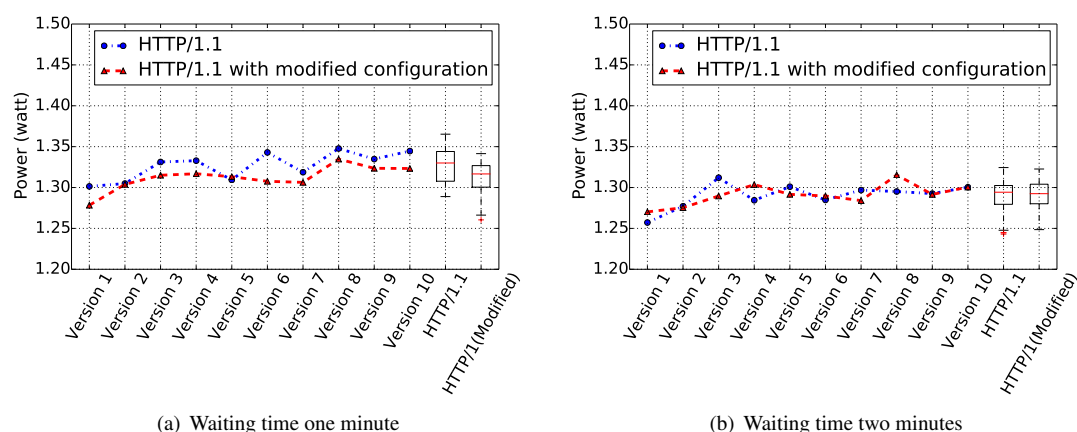 1.50
1.45
1.40
1.35
1.30
1.25
1.20
Power (watt)
HTTP/1.1
HTTP/1.1 with modified configuration
Version 1
Version 2
Version 3
Version 4
Version 5
Version 6
Version 7
Version 8
Version 9
Version 10
HTTP/1.1
HTTP/1(Modified)
(a) Waiting time one minute
1.50
1.45
1.40
1.35
1.30
1.25
1.20
Power (watt)
HTTP/1.1
HTTP/1.1 with modified configuration
Version 1
Version 2
Version 3
Version 4
Version 5
Version 6
Version 7
Version 8
Version 9
Version 10
HTTP/1.1
HTTP/1(Modified)
(b) Waiting time two minutes